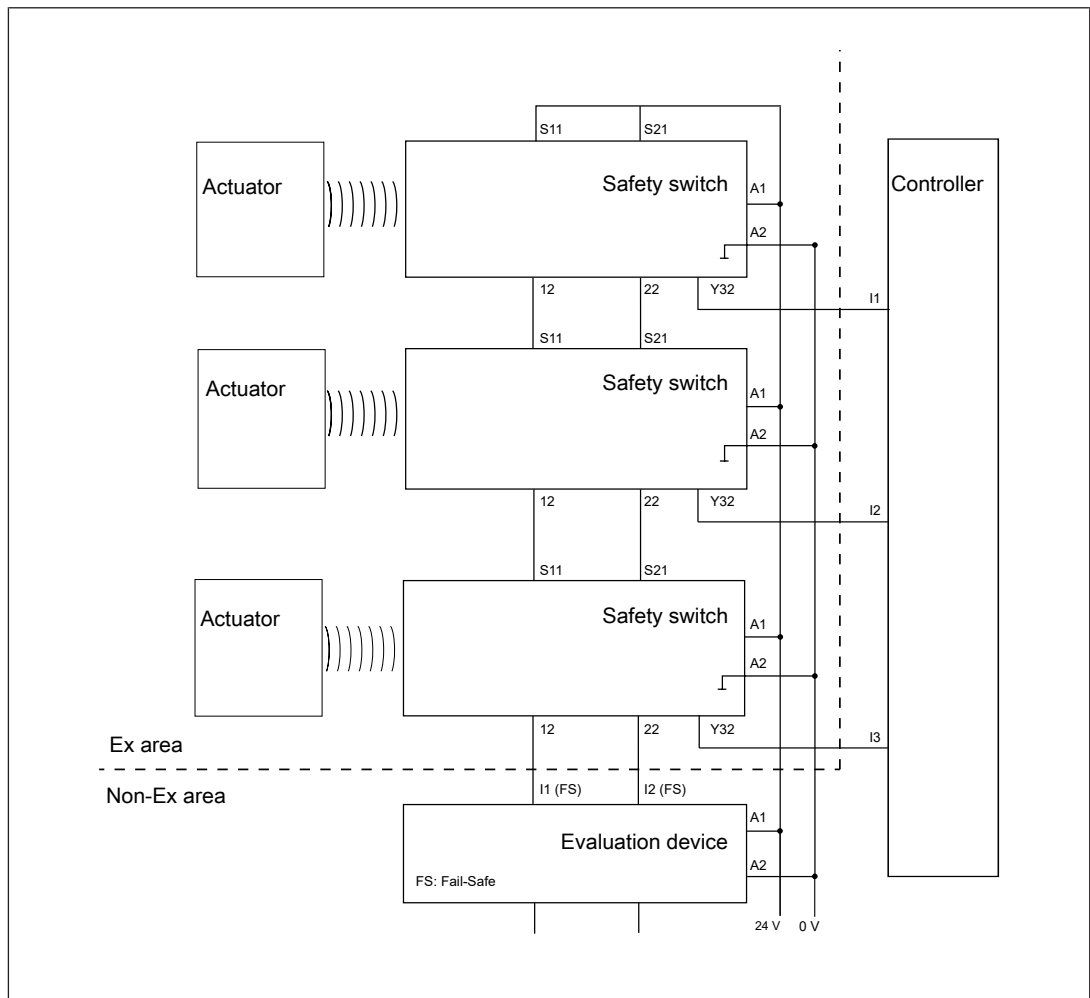 S11 S21
Actuator Safety switch A1 Controller
A2
12 22 Y32 I1
S11 S21
Actuator Safety switch A1
A2
12 22 Y32 I2
S11 S21
Actuator Safety switch A1
A2
12 22 Y32 I3
Ex area
Non-Ex area
I1 (FS) I2 (FS)
Evaluation device A1
A2
FS: Fail-Safe
24 V 0 V